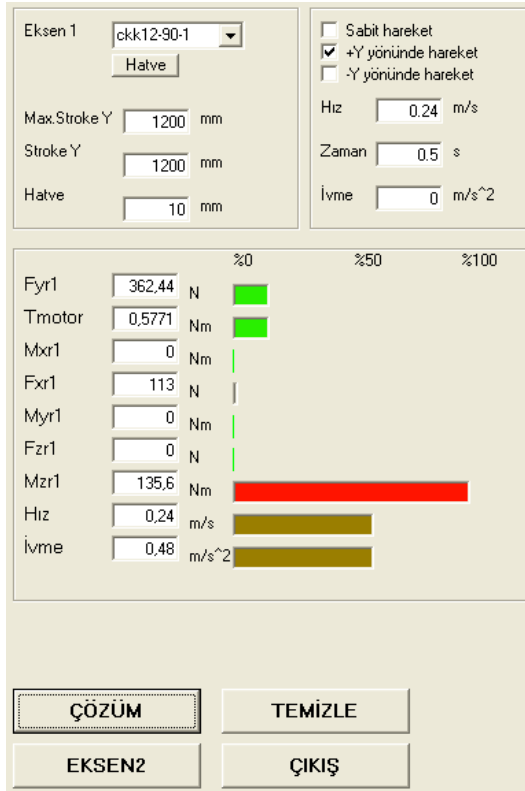 Eksen 1
ckk12-90-1
Hatve
Max.Stroke Y 1200 mm
Stroke Y 1200 mm
Hatve 10 mm
Sabit hareket
+Y yönünde hareket
-Y yönünde hareket
Hız 0.24 m/s
Zaman 0.5 s
İvme 0 m/s^2
%0 %50 %100
Fyr1 362,44 N
Tmotor 0,5771 Nm
Mxr1 0 Nm
Fxr1 113 N
Myr1 0 Nm
Fzr1 0 N
Mzr1 135,6 Nm
Hız 0,24 m/s
İvme 0,48 m/s^2
ÇÖZÜM TEMİZLE
EKSEN2 ÇIKIŞ